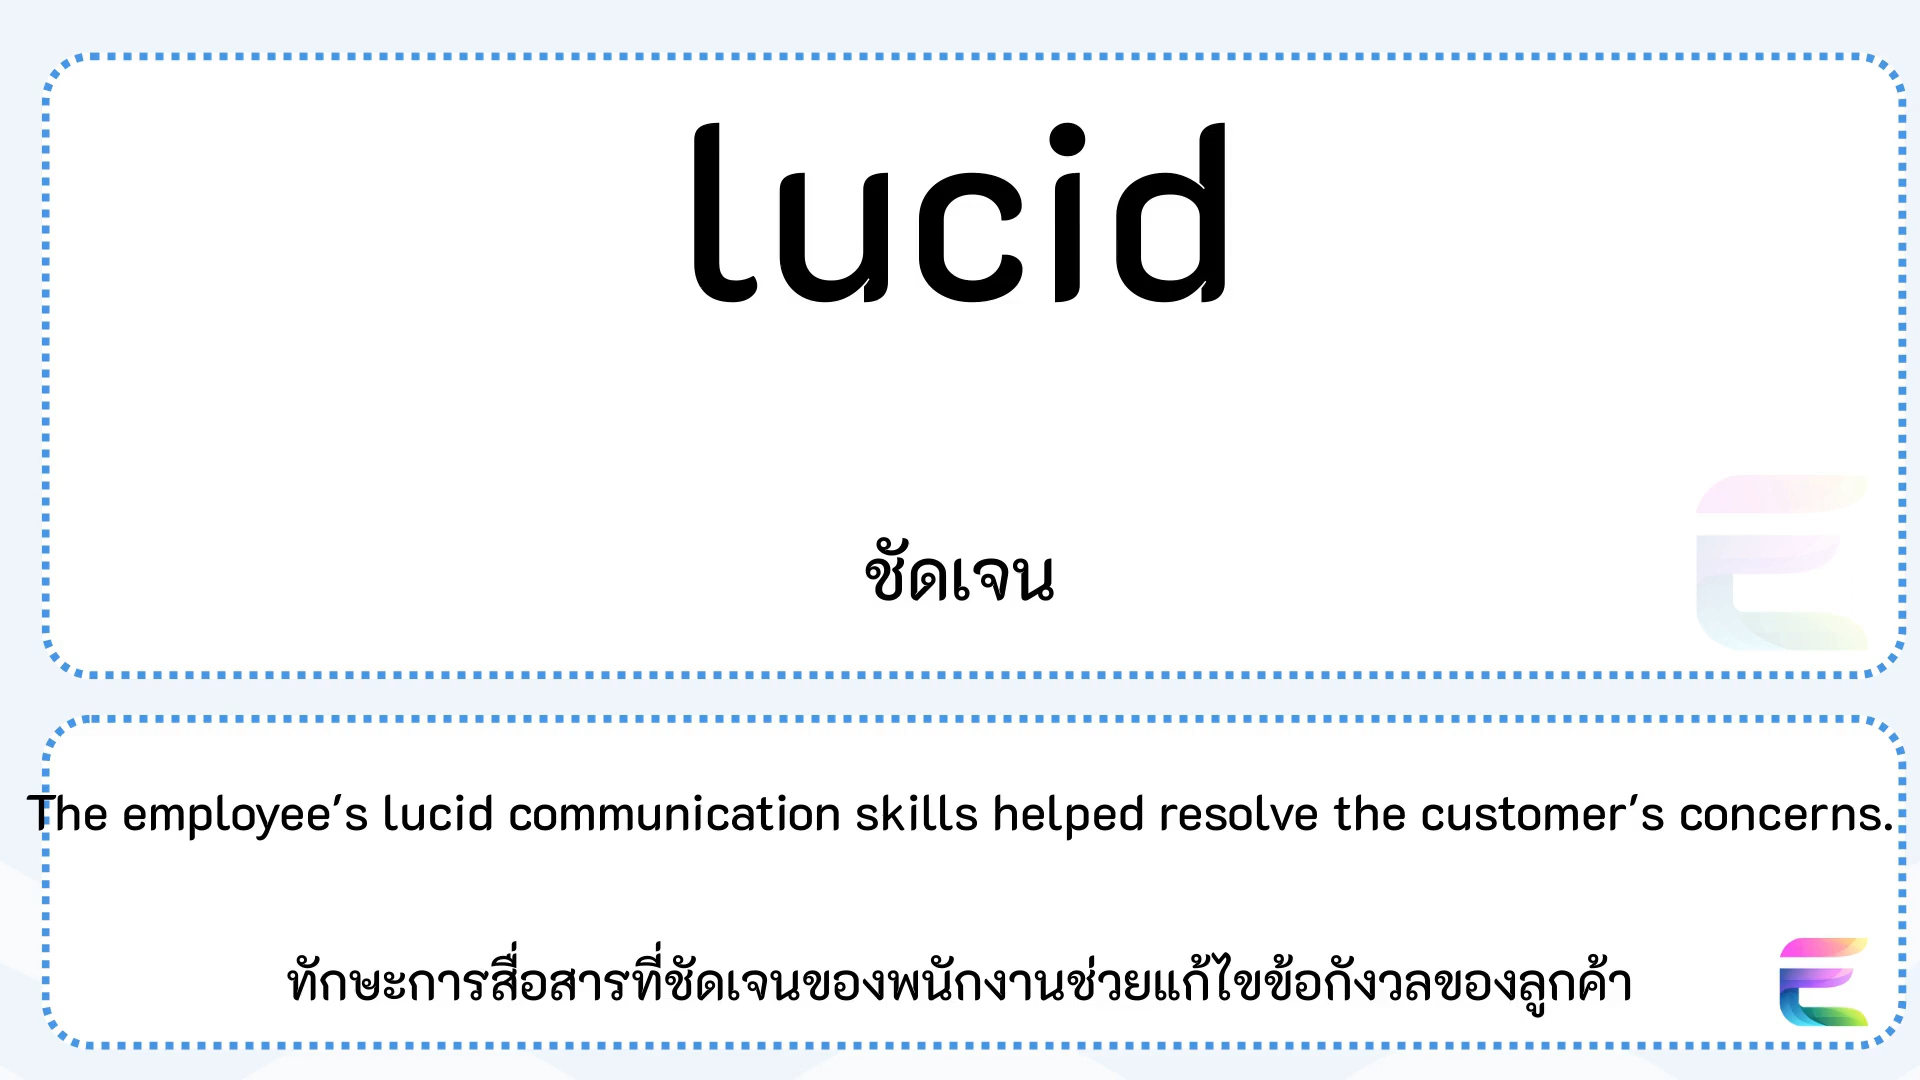 lucid
ชัดเจน
The employee's lucid communication skills helped resolve the customer's concerns.
ทักษะการสื่อสารที่ชัดเจนของพนักงานช่วยแก้ไขข้อกังวลของลูกค้า